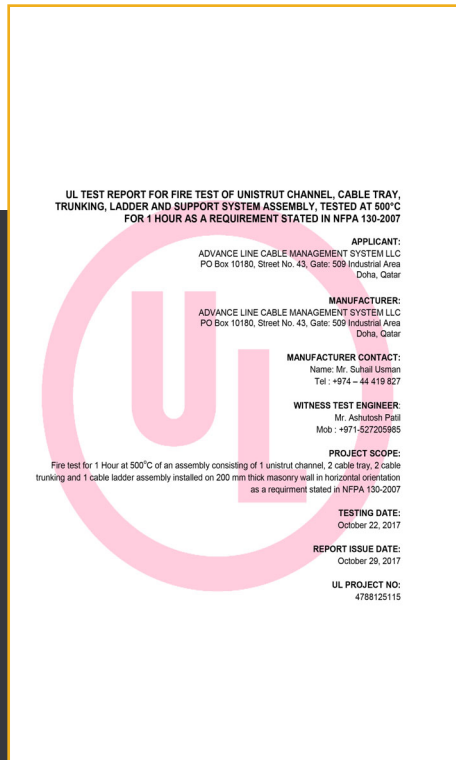 UL TEST REPORT FOR FIRE TEST OF UNISTRUT CHANNEL, CABLE TRAY,
TRUNKING, LADDER AND SUPPORT SYSTEM ASSEMBLY, TESTED AT 500°C
FOR 1 HOUR AS A REQUIREMENT STATED IN NFPA 130-2007
APPLICANT:
ADVANCE LINE CABLE MANAGEMENT SYSTEM LLC
PO Box 10180, Street No. 43, Gate: 509 Industrial Area
Doha, Qatar
MANUFACTURER:
ADVANCE LINE CABLE MANAGEMENT SYSTEM LLC
PO Box 10180, Street No. 43, Gate: 509 Industrial Area
Doha, Qatar
MANUFACTURER CONTACT:
Name: Mr. Suhail Usman
Tel : +974 – 44 419 827
WITNESS TEST ENGINEER:
Mr. Ashutosh Patil
Mob : +971-527205985
PROJECT SCOPE:
Fire test for 1 Hour at 500°C of an assembly consisting of 1 unistrut channel, 2 cable tray, 2 cable
trunking and 1 cable ladder assembly installed on 200 mm thick masonry wall in horizontal orientation
as a requirment stated in NFPA 130-2007
TESTING DATE:
October 22, 2017
REPORT ISSUE DATE:
October 29, 2017
UL PROJECT NO:
4788125115
UL